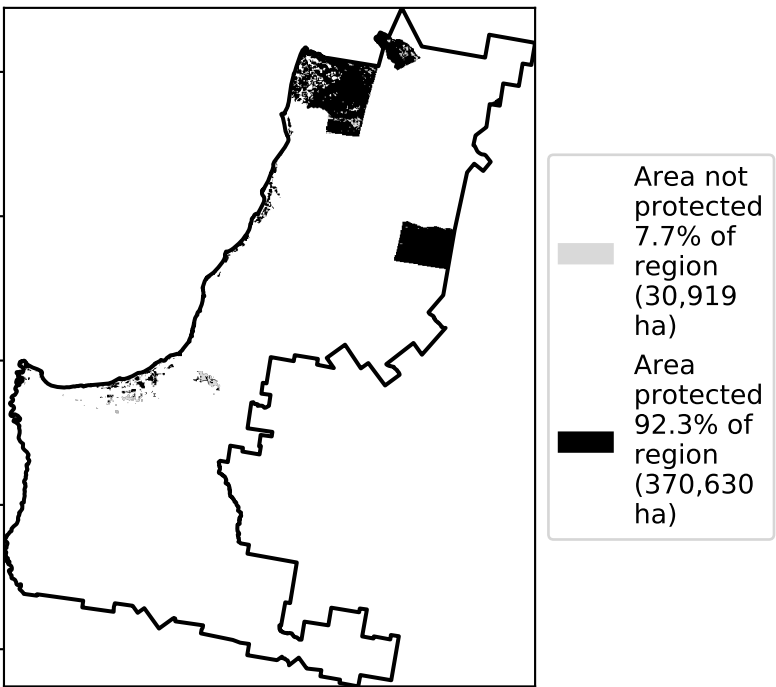 Area not
protected
7.7% of
region
(30,919
ha)
Area
protected
92.3% of
region
(370,630
ha)